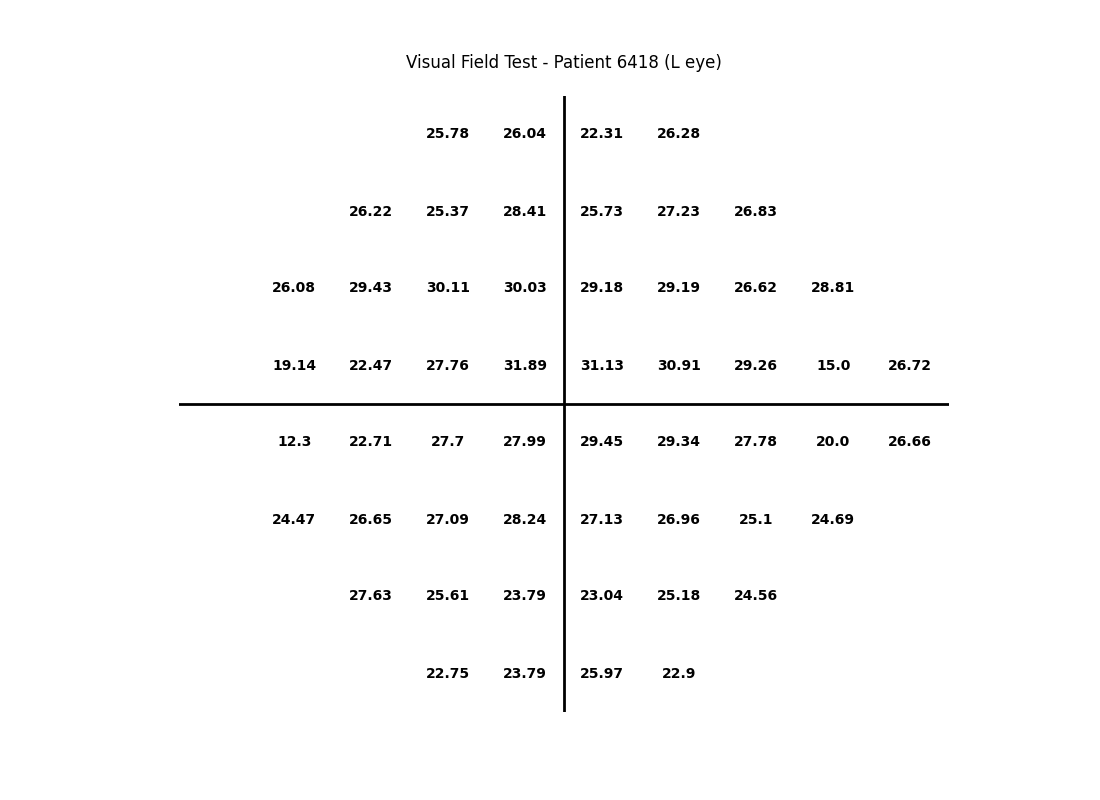 Visual Field Test - Patient 6418 (L eye)
25.78 26.04 22.31 26.28
26.22 25.37 28.41 25.73 27.23 26.83
26.08 29.43 30.11 30.03 29.18 29.19 26.62 28.81
19.14 22.47 27.76 31.89 31.13 30.91 29.26 15.0 26.72
12.3 22.71 27.7 27.99 29.45 29.34 27.78 20.0 26.66
24.47 26.65 27.09 28.24 27.13 26.96 25.1 24.69
27.63 25.61 23.79 23.04 25.18 24.56
22.75 23.79 25.97 22.9